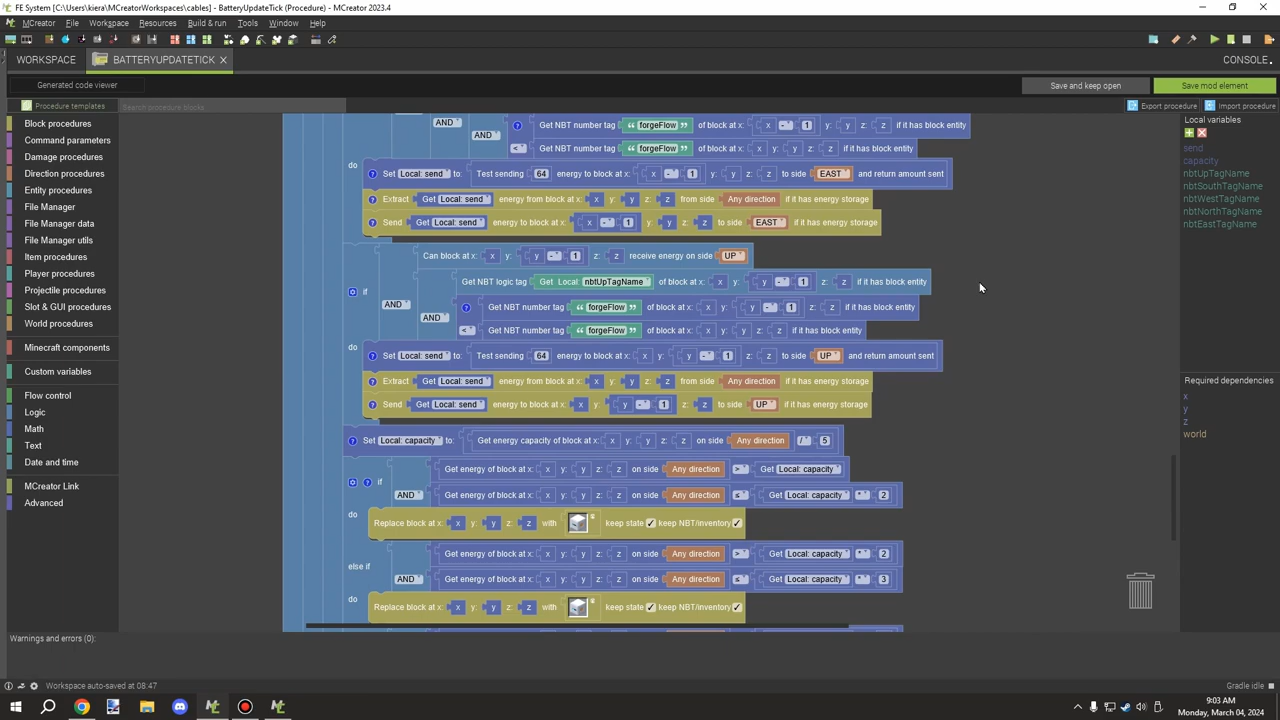 FE System [C:\Users\kiera\MCreatorWorkspaces\cables] - BatteryUpdateTick (Procedure) - MCreator 2023.4
MCreator File Workspace Resources Build & run Tools Window Help
WORKSPACE BATTERYUPDATETICK CONSOLE
Generated code viewer Save and keep open Save mod element
Procedure templates Search procedure blocks Export procedure Import procedure
Block procedures
Command parameters
Damage procedures
Direction procedures
Entity procedures
File Manager
File Manager data
File Manager utils
Item procedures
Player procedures
Projectile procedures
Slot & GUI procedures
World procedures
Minecraft components
Custom variables
Flow control
Logic
Math
Text
Date and time
MCreator Link
Advanced
AND AND ? Get NBT number tag “ forgeFlow ” of block at x: x - 1 y: y z: z if it has block entity
< Get NBT number tag “ forgeFlow ” of block at x: x y: y z: z if it has block entity
do ? Set Local: send to: Test sending 64 energy to block at x: x - 1 y: y z: z to side EAST and return amount sent
? Extract Get Local: send energy from block at x: x y: y z: z from side Any direction if it has energy storage
? Send Get Local: send energy to block at x: x - 1 y: y z: z to side EAST if it has energy storage
Can block at x: x y: y - 1 z: z receive energy on side UP
if AND Get NBT logic tag Get Local nbtUpTagName of block at x: x y: y - 1 z: z if it has block entity
AND ? Get NBT number tag “ forgeFlow ” of block at x: x y: y - 1 z: z if it has block entity
< Get NBT number tag “ forgeFlow ” of block at x: x y: y z: z if it has block entity
do ? Set Local: send to: Test sending 64 energy to block at x: x y: y - 1 z: z to side UP and return amount sent
? Extract Get Local: send energy from block at x: x y: y z: z from side Any direction if it has energy storage
? Send Get Local: send energy to block at x: x y: y - 1 z: z to side UP if it has energy storage
? Set Local: capacity to: Get energy capacity of block at x: x y: y z: z on side Any direction / 5
? if AND Get energy of block at x: x y: y z: z on side Any direction > Get Local: capacity
Get energy of block at x: x y: y z: z on side Any direction ≤ Get Local: capacity * 2
do Replace block at x: x y: y z: z with keep state keep NBT/inventory
else if AND Get energy of block at x: x y: y z: z on side Any direction > Get Local: capacity * 2
Get energy of block at x: x y: y z: z on side Any direction ≤ Get Local: capacity * 3
do Replace block at x: x y: y z: z with keep state keep NBT/inventory
Local variables
send
capacity
nbtUpTagName
nbtSouthTagName
nbtWestTagName
nbtNorthTagName
nbtEastTagName
Required dependencies
x
y
z
world
Warnings and errors (0):
Workspace auto-saved at 08:47 Gradle idle
9:03 AM
Monday, March 04, 2024